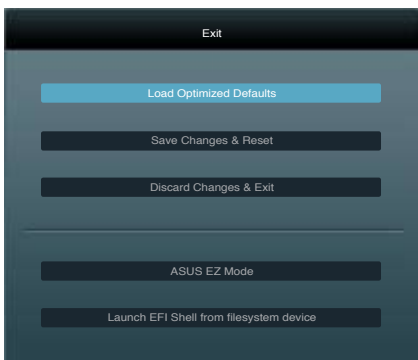 Exit
Load Optimized Defaults
Save Changes & Reset
Discard Changes & Exit
ASUS EZ Mode
Launch EFI Shell from filesystem device